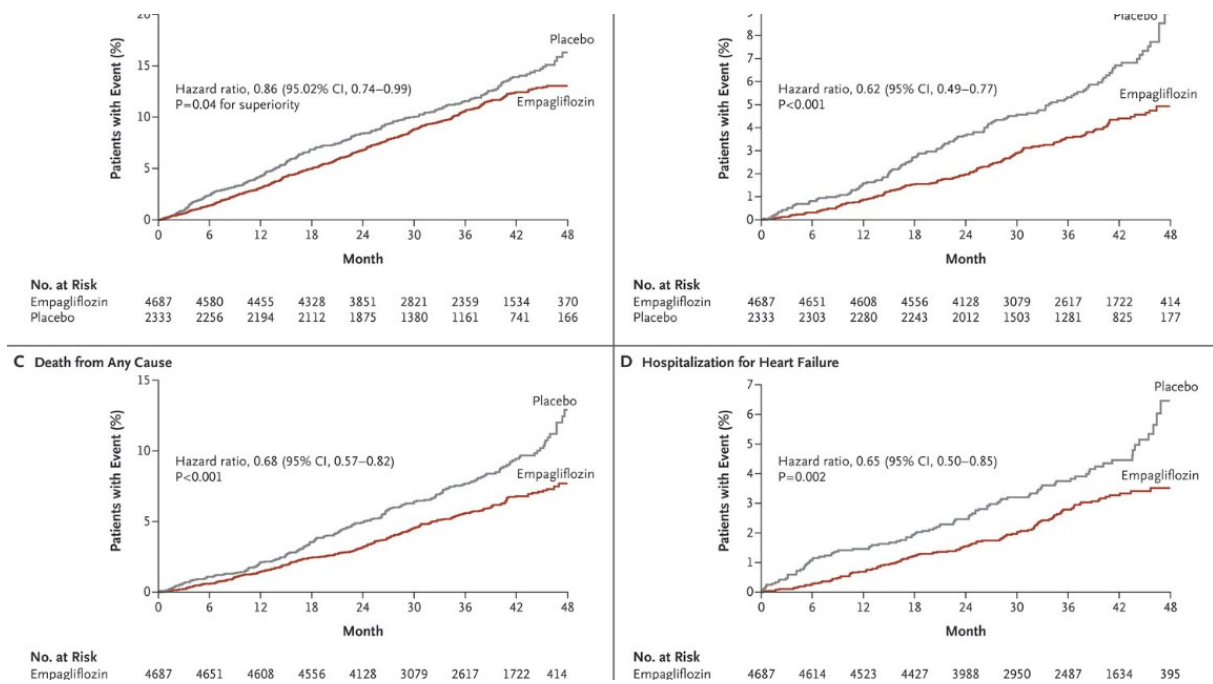 20
Placebo
15
Hazard ratio, 0.86 (95.02% CI, 0.74–0.99)
P=0.04 for superiority
Empagliflozin
10
5
0
Patients with Event (%)
0 6 12 18 24 30 36 42 48
Month
No. at Risk
Empagliflozin 4687 4580 4455 4328 3851 2821 2359 1534 370
Placebo 2333 2256 2194 2112 1875 1380 1161 741 166
9
Placebo
8
7
6
Hazard ratio, 0.62 (95% CI, 0.49–0.77)
P<0.001
Empagliflozin
5
4
3
2
1
0
Patients with Event (%)
0 6 12 18 24 30 36 42 48
Month
No. at Risk
Empagliflozin 4687 4651 4608 4556 4128 3079 2617 1722 414
Placebo 2333 2303 2280 2243 2012 1503 1281 825 177
C Death from Any Cause
15
Placebo
10
Hazard ratio, 0.68 (95% CI, 0.57–0.82)
P<0.001
Empagliflozin
5
0
Patients with Event (%)
0 6 12 18 24 30 36 42 48
Month
No. at Risk
Empagliflozin 4687 4651 4608 4556 4128 3079 2617 1722 414
D Hospitalization for Heart Failure
7
Placebo
6
5
Hazard ratio, 0.65 (95% CI, 0.50–0.85)
P=0.002
Empagliflozin
4
3
2
1
0
Patients with Event (%)
0 6 12 18 24 30 36 42 48
Month
No. at Risk
Empagliflozin 4687 4614 4523 4427 3988 2950 2487 1634 395